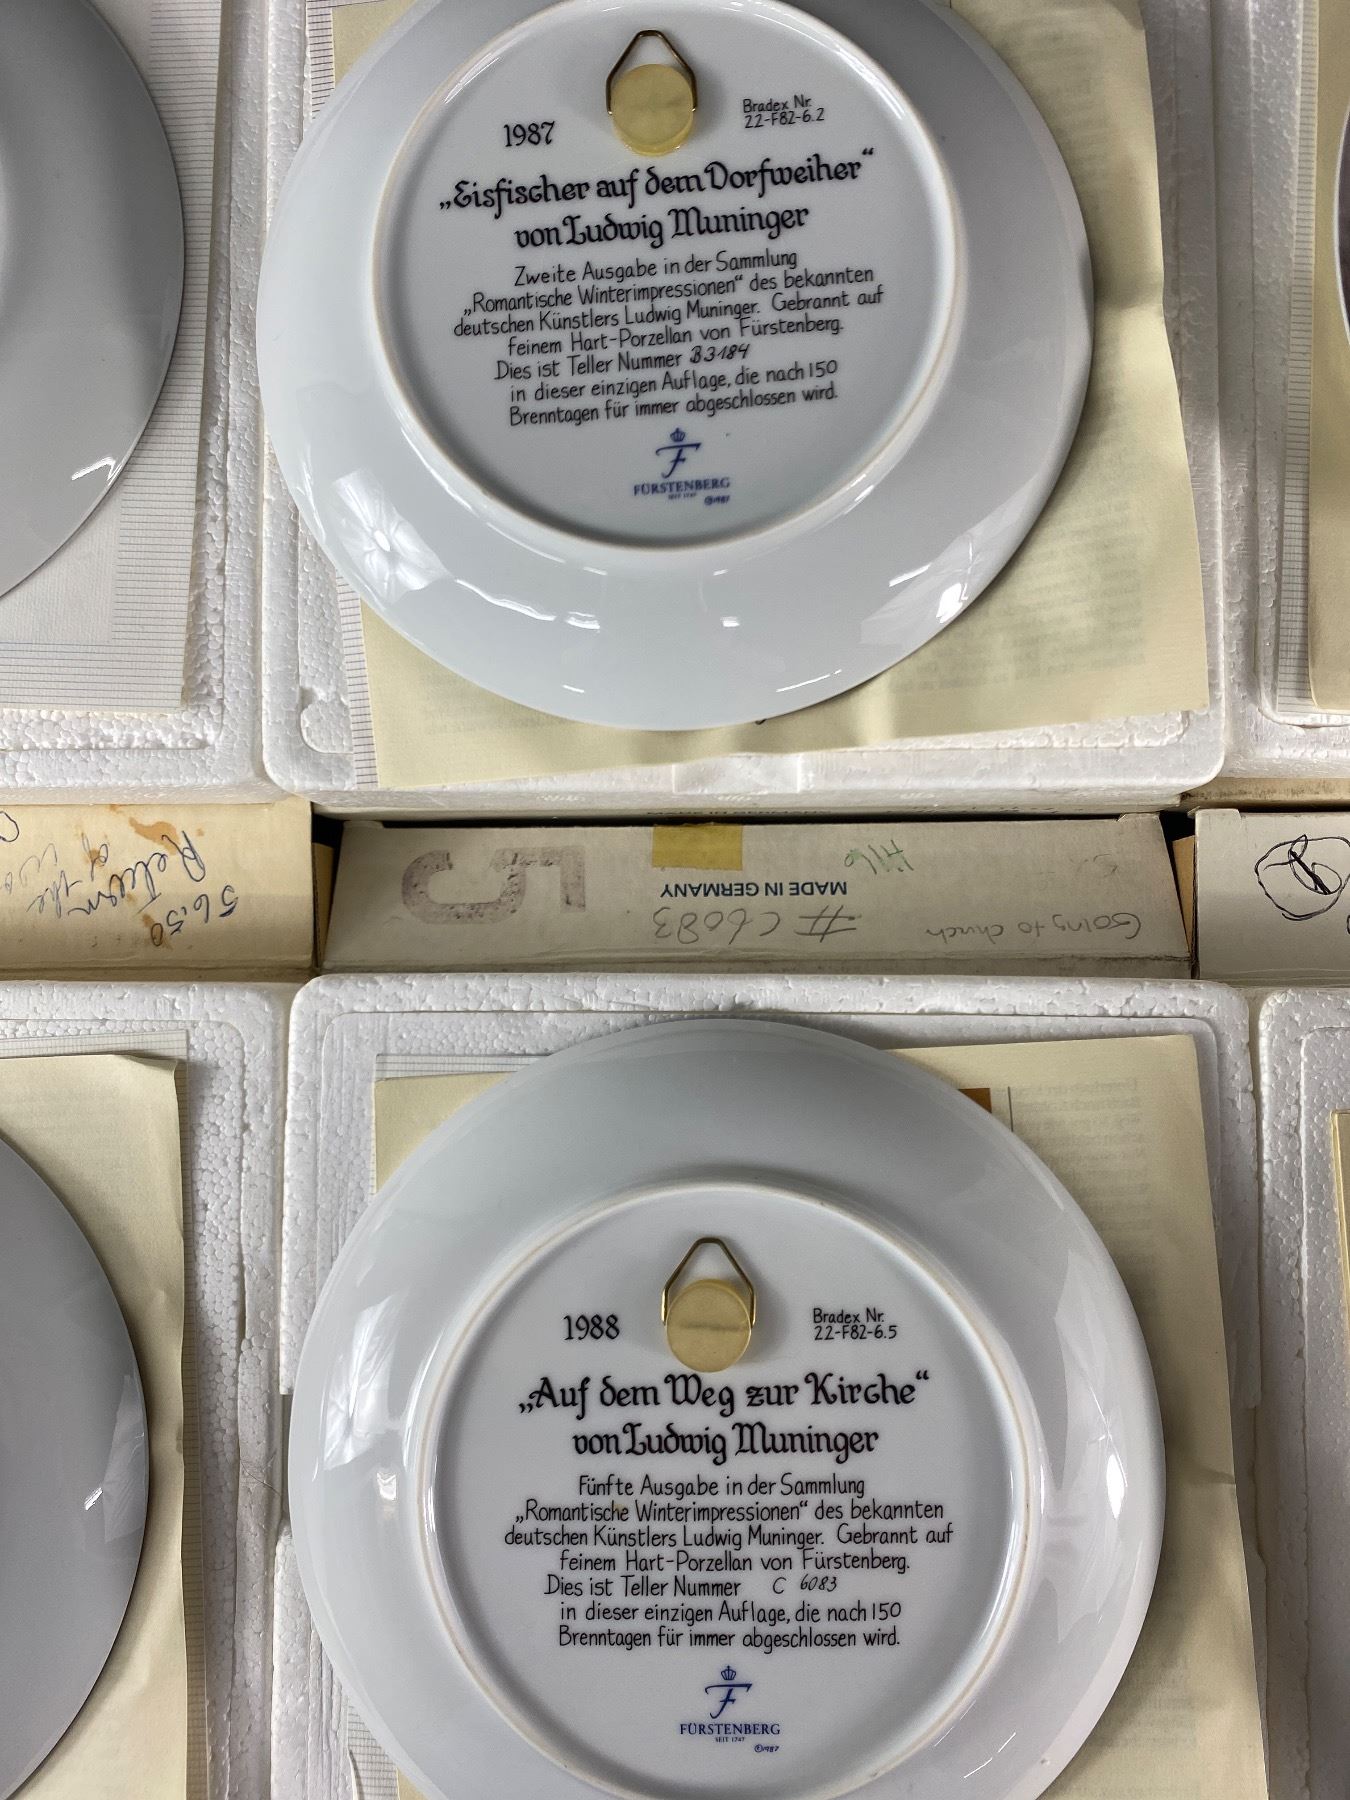 1987
Bradex Nr.
22-F82-6.2
„Eisfischer auf dem Dorfweiher“
von Ludwig Muninger
Zweite Ausgabe in der Sammlung
„Romantische Winterimpressionen“ des bekannten
deutschen Künstlers Ludwig Muninger. Gebrannt auf
feinem Hart-Porzellan von Fürstenberg.
Dies ist Teller Nummer B3184
in dieser einzigen Auflage, die nach 150
Brenntagen für immer abgeschlossen wird.
F
FÜRSTENBERG
SEIT 1747
©1987
56,50
Return
of the
5
MADE IN GERMANY
#C6083
Going to church
1988
Bradex Nr.
22-F82-6.5
„Auf dem Weg zur Kirche“
von Ludwig Muninger
Fünfte Ausgabe in der Sammlung
„Romantische Winterimpressionen“ des bekannten
deutschen Künstlers Ludwig Muninger. Gebrannt auf
feinem Hart-Porzellan von Fürstenberg.
Dies ist Teller Nummer C 6083
in dieser einzigen Auflage, die nach 150
Brenntagen für immer abgeschlossen wird.
F
FÜRSTENBERG
SEIT 1747
©1987